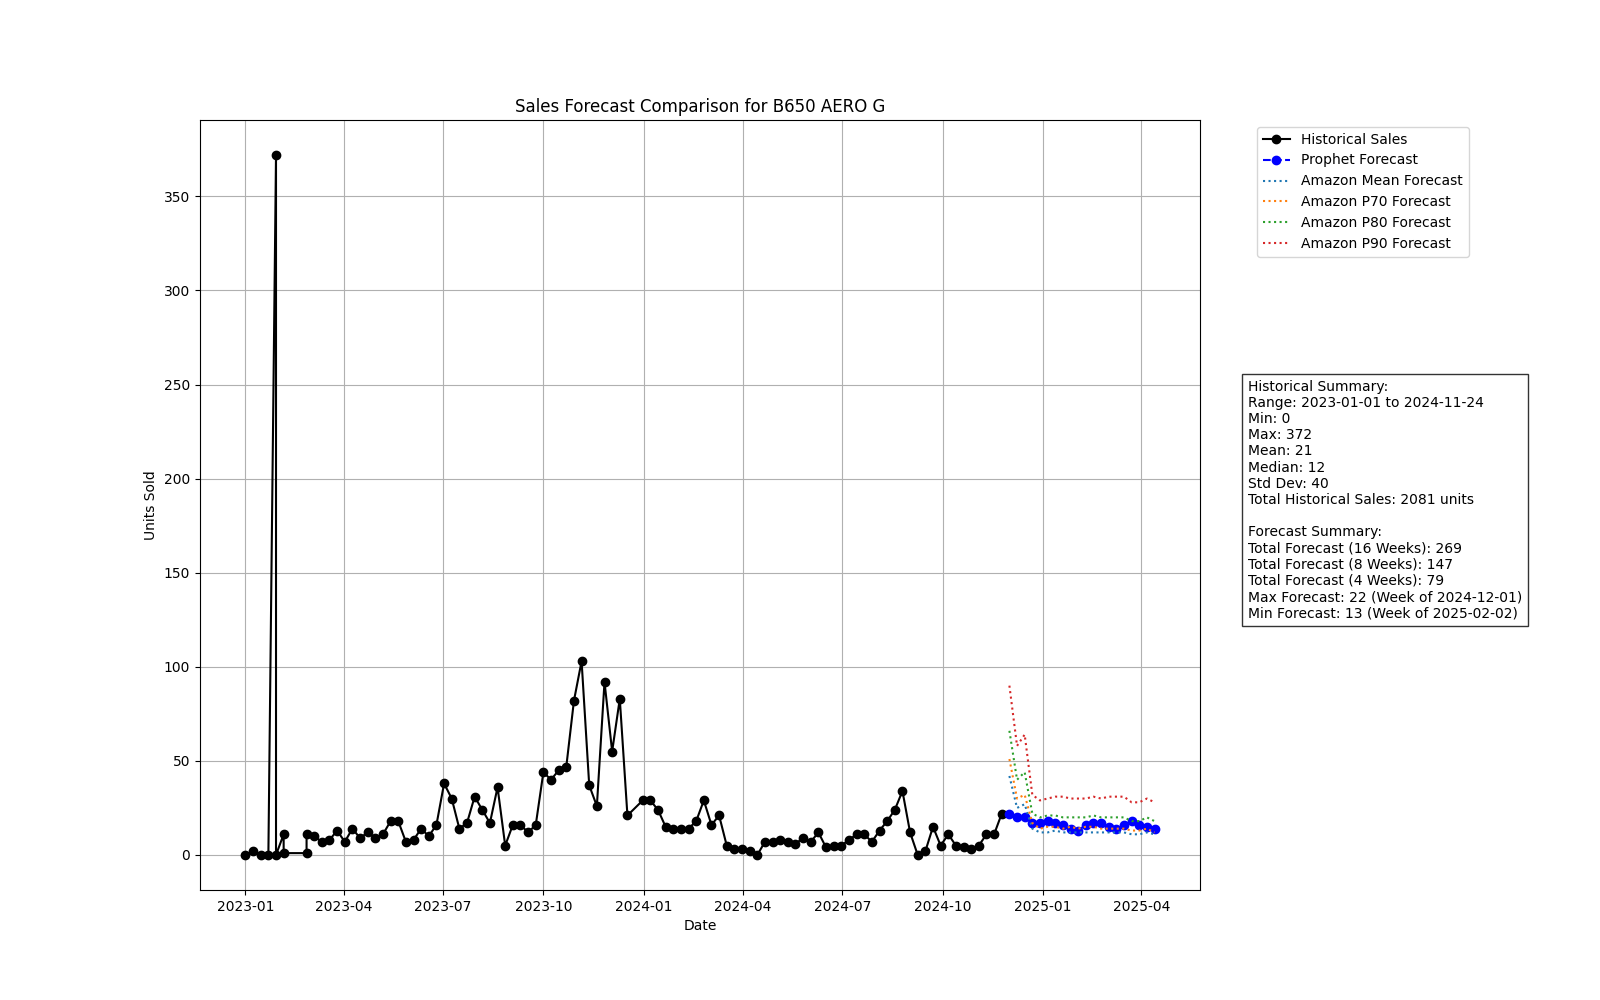 Sales Forecast Comparison for B650 AERO G
Historical Sales
Prophet Forecast
Amazon Mean Forecast
Amazon P70 Forecast
Amazon P80 Forecast
Amazon P90 Forecast
350
300
250
200
150
100
50
0
Units Sold
2023-01
2023-04
2023-07
2023-10
2024-01
2024-04
2024-07
2024-10
2025-01
2025-04
Date
Historical Summary:
Range: 2023-01-01 to 2024-11-24
Min: 0
Max: 372
Mean: 21
Median: 12
Std Dev: 40
Total Historical Sales: 2081 units
Forecast Summary:
Total Forecast (16 Weeks): 269
Total Forecast (8 Weeks): 147
Total Forecast (4 Weeks): 79
Max Forecast: 22 (Week of 2024-12-01)
Min Forecast: 13 (Week of 2025-02-02)